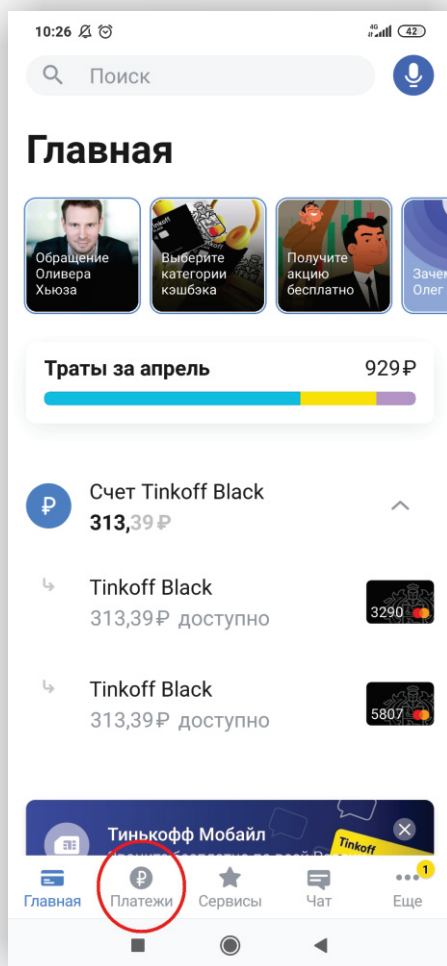 10:26
4G
42
Поиск
Главная
Обращение
Оливера
Хьюза
Выберите
категории
кэшбэка
Получите
акцию
бесплатно
Зачем
Олег
Траты за апрель 929 ₽
Счет Tinkoff Black
313,39 ₽
Tinkoff Black
313,39 ₽ доступно
3290
Tinkoff Black
313,39 ₽ доступно
5807
Тинькофф Мобайл
Tinkoff
1
Главная Платежи Сервисы Чат Еще